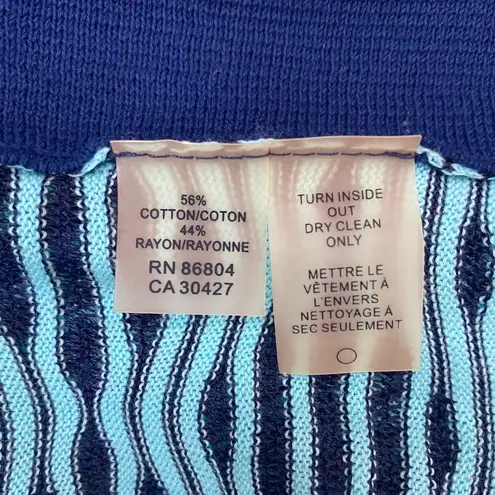 56%
COTTON/COTON
44%
RAYON/RAYONNE
RN 86804
CA 30427
TURN INSIDE
OUT
DRY CLEAN
ONLY
METTRE LE
VÊTEMENT À
L'ENVERS
NETTOYAGE À
SEC SEULEMENT